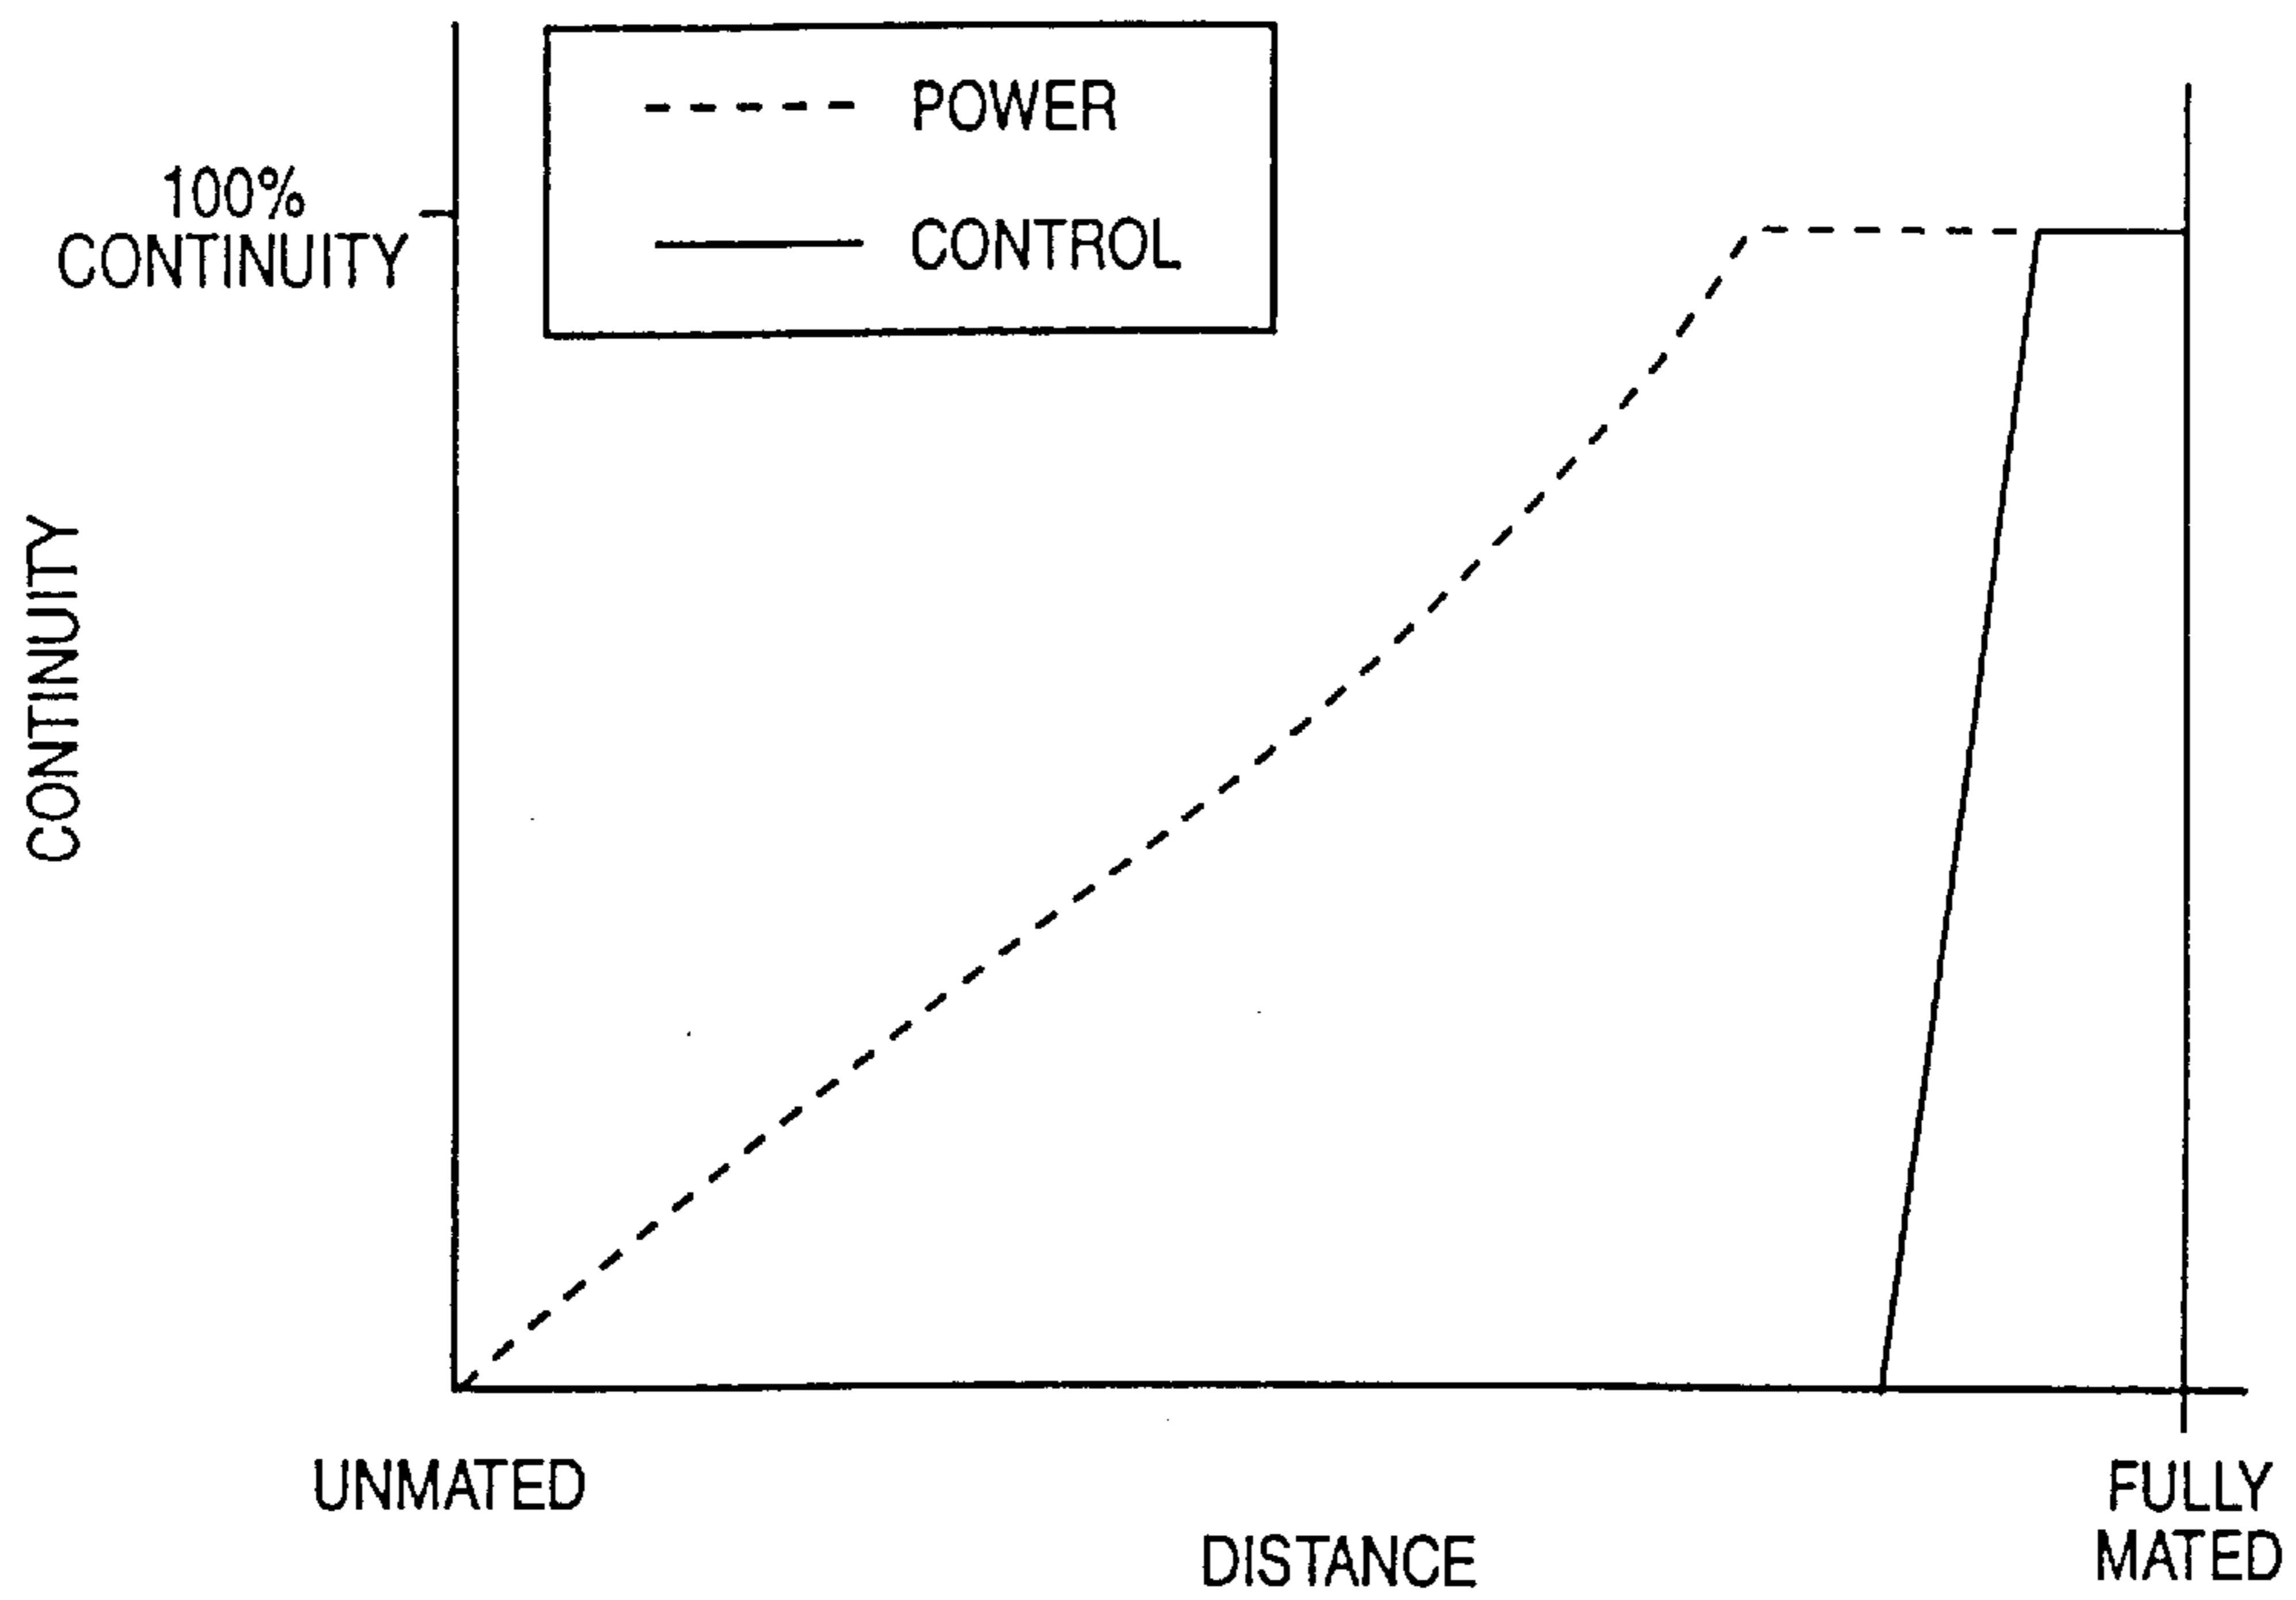 POWER
CONTROL
100%
CONTINUITY
CONTINUITY
UNMATED
FULLY
MATED
DISTANCE